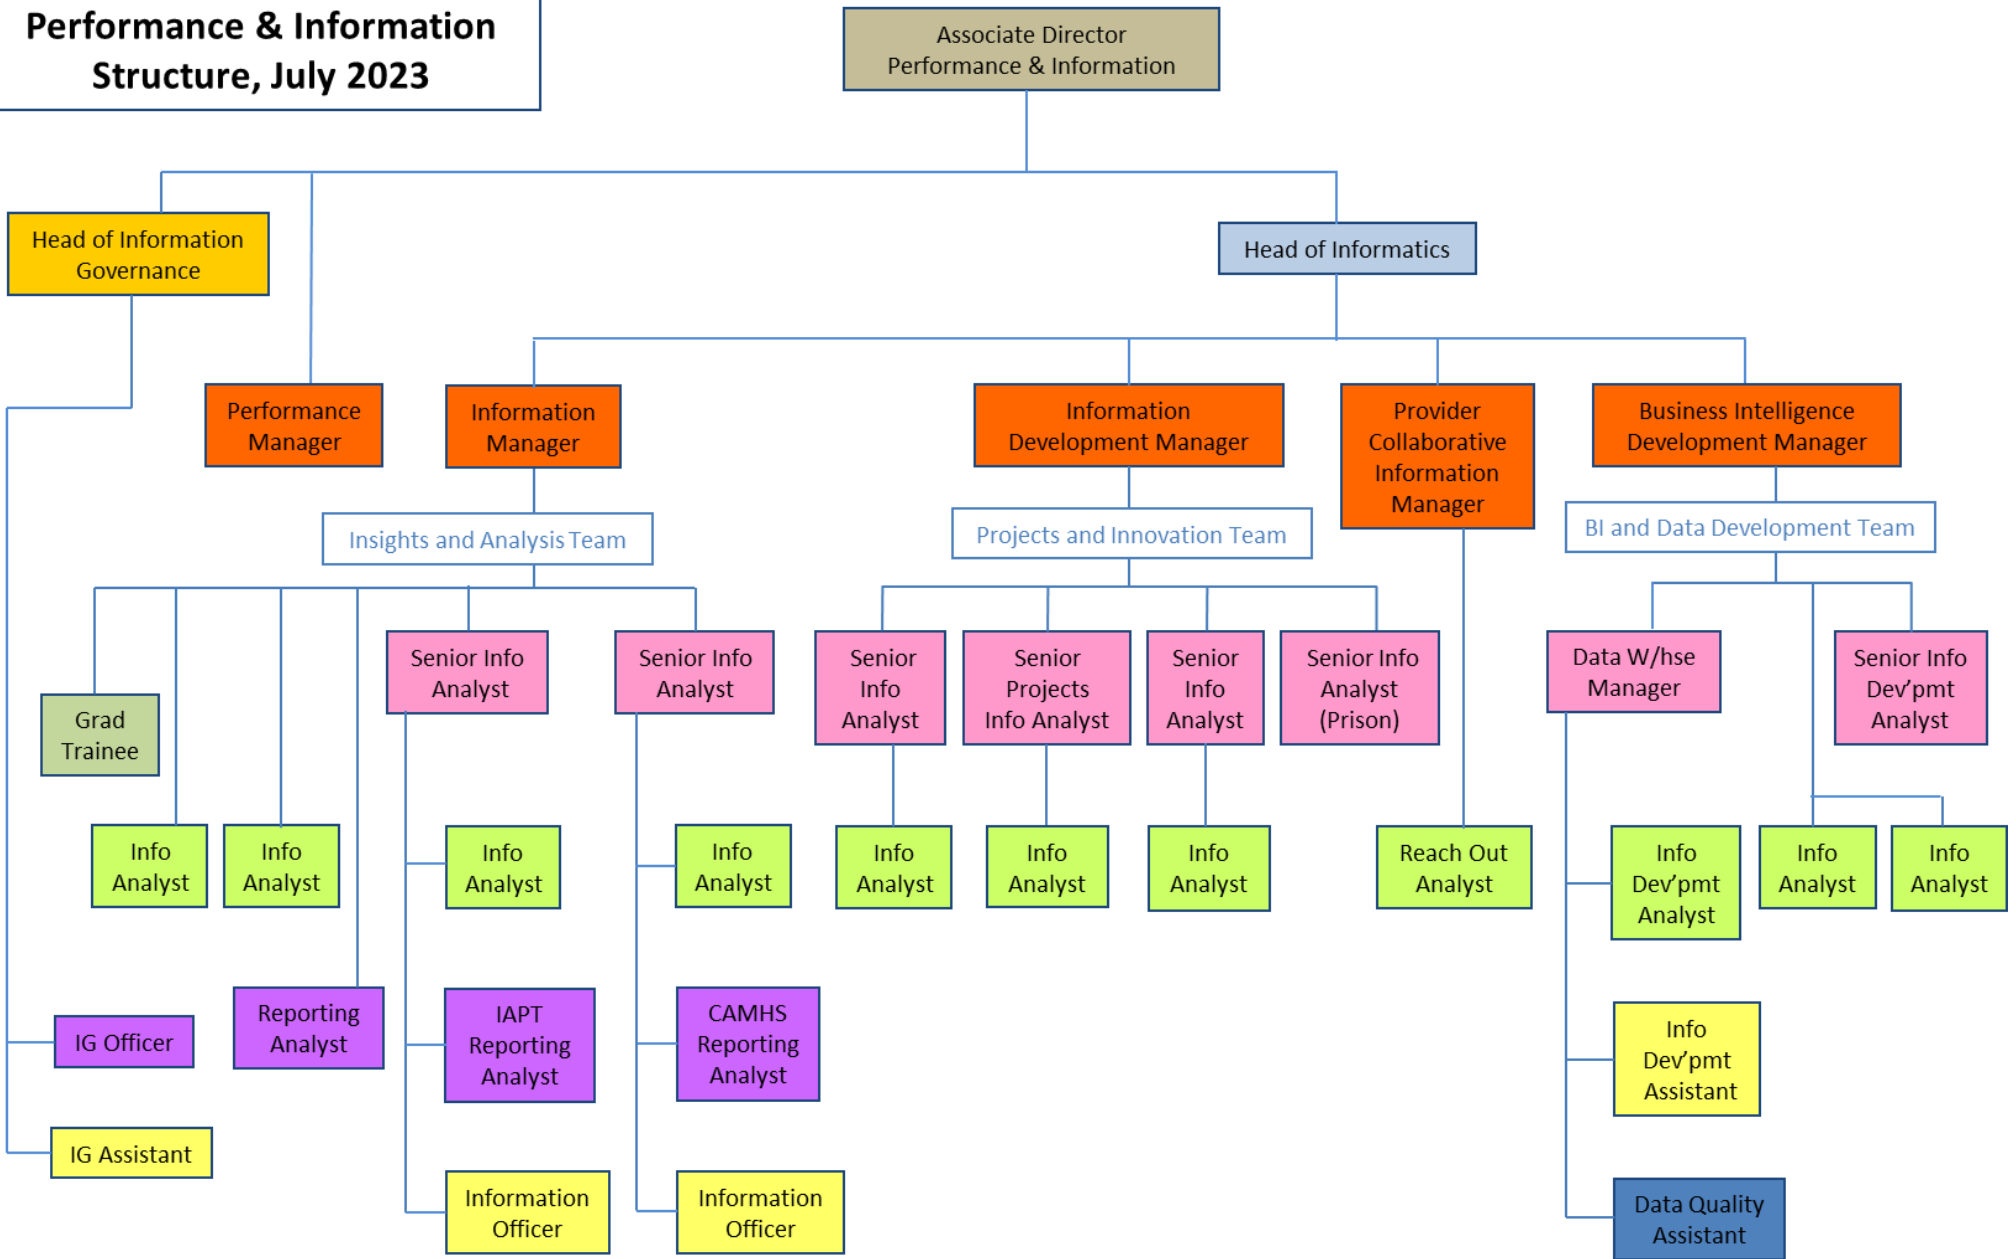 Performance & Information
Structure, July 2023
Associate Director
Performance & Information
Head of Information
Governance
Head of Informatics
Performance
Manager
Information
Manager
Information
Development Manager
Provider
Collaborative
Information
Manager
Business Intelligence
Development Manager
Insights and Analysis Team
Projects and Innovation Team
BI and Data Development Team
Grad
Trainee
Senior Info
Analyst
Senior Info
Analyst
Senior
Info
Analyst
Senior
Projects
Info Analyst
Senior
Info
Analyst
Senior Info
Analyst
(Prison)
Data W/hse
Manager
Senior Info
Dev’pmt
Analyst
Info
Analyst
Info
Analyst
Info
Analyst
Info
Analyst
Info
Analyst
Info
Analyst
Info
Analyst
Reach Out
Analyst
Info
Dev’pmt
Analyst
Info
Analyst
Info
Analyst
IG Officer
Reporting
Analyst
IAPT
Reporting
Analyst
CAMHS
Reporting
Analyst
Info
Dev’pmt
Assistant
IG Assistant
Information
Officer
Information
Officer
Data Quality
Assistant